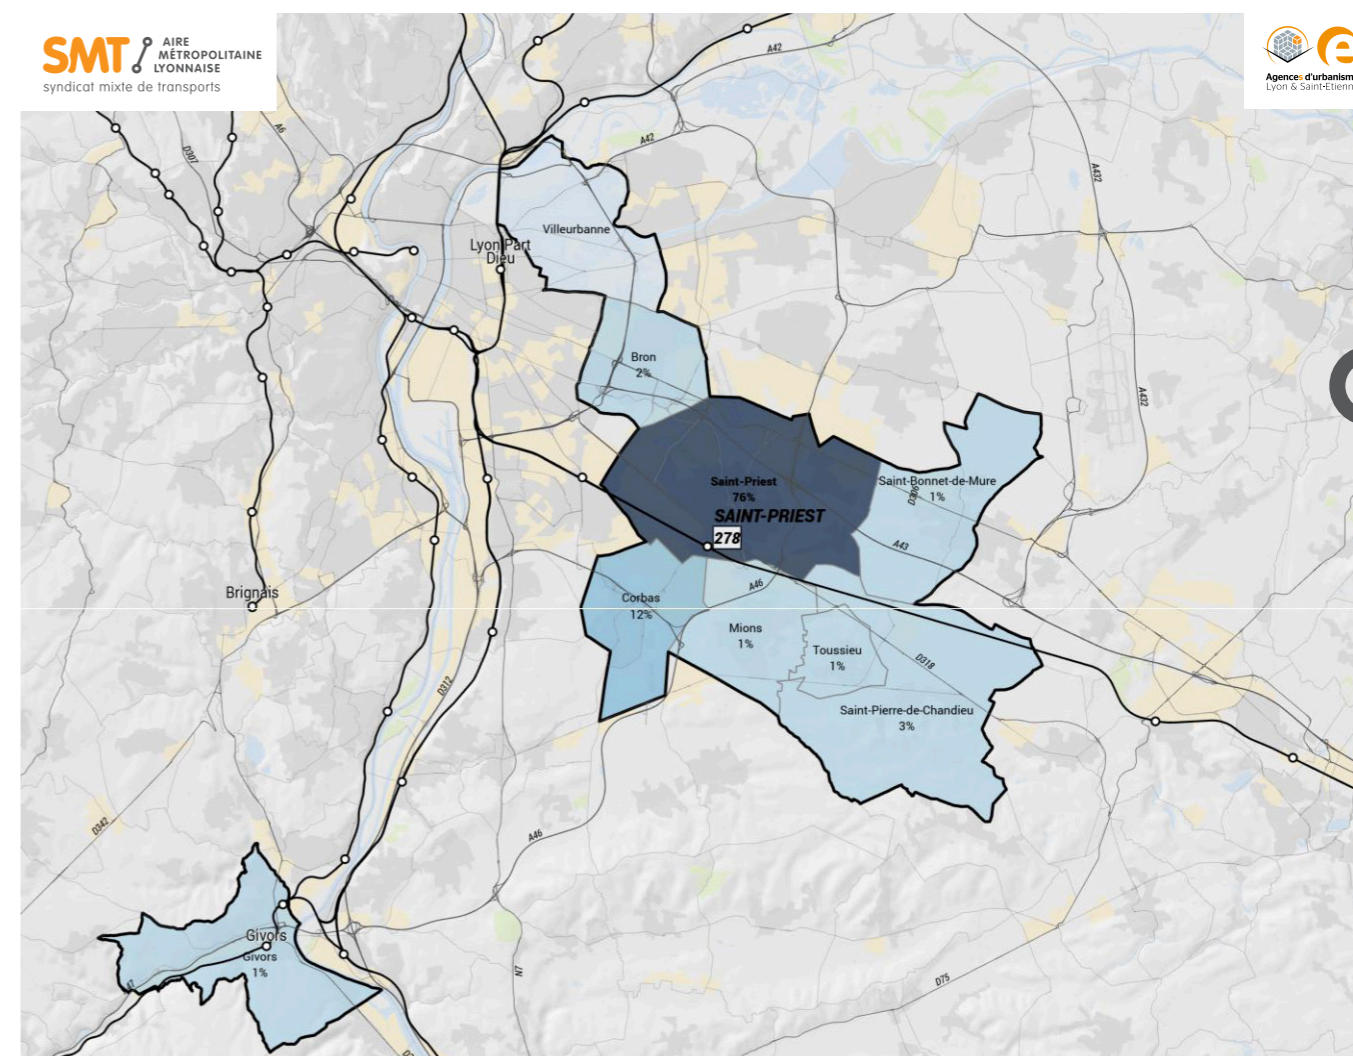 SMT
AIRE
MÉTROPOLITAINE
LYONNAISE
syndicat mixte de transports
Agences d'urbanism
Lyon & Saint-Etienn
A42
A6
D307
A42
A432
Villeurbanne
Lyon Part
Dieu
Bron
2%
A432
Saint-Priest
76%
SAINT-PRIEST
278
Saint-Bonnet-de-Mure
1%
D306
A43
A46
Brignais
Corbas
12%
Mions
1%
Toussieu
1%
D318
D312
Saint-Pierre-de-Chandieu
3%
D342
A46
Givors
Givors
1%
N7
D75